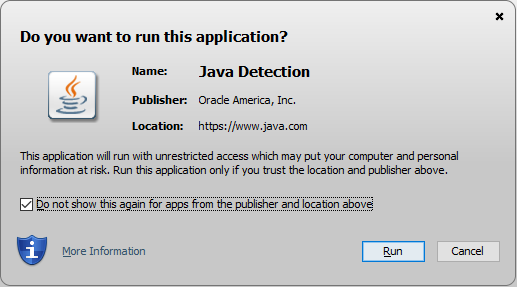 Do you want to run this application?
Name: Java Detection
Publisher: Oracle America, Inc.
Location: https://www.java.com
This application will run with unrestricted access which may put your computer and personal
information at risk. Run this application only if you trust the location and publisher above.
Do not show this again for apps from the publisher and location above
More Information
Run
Cancel